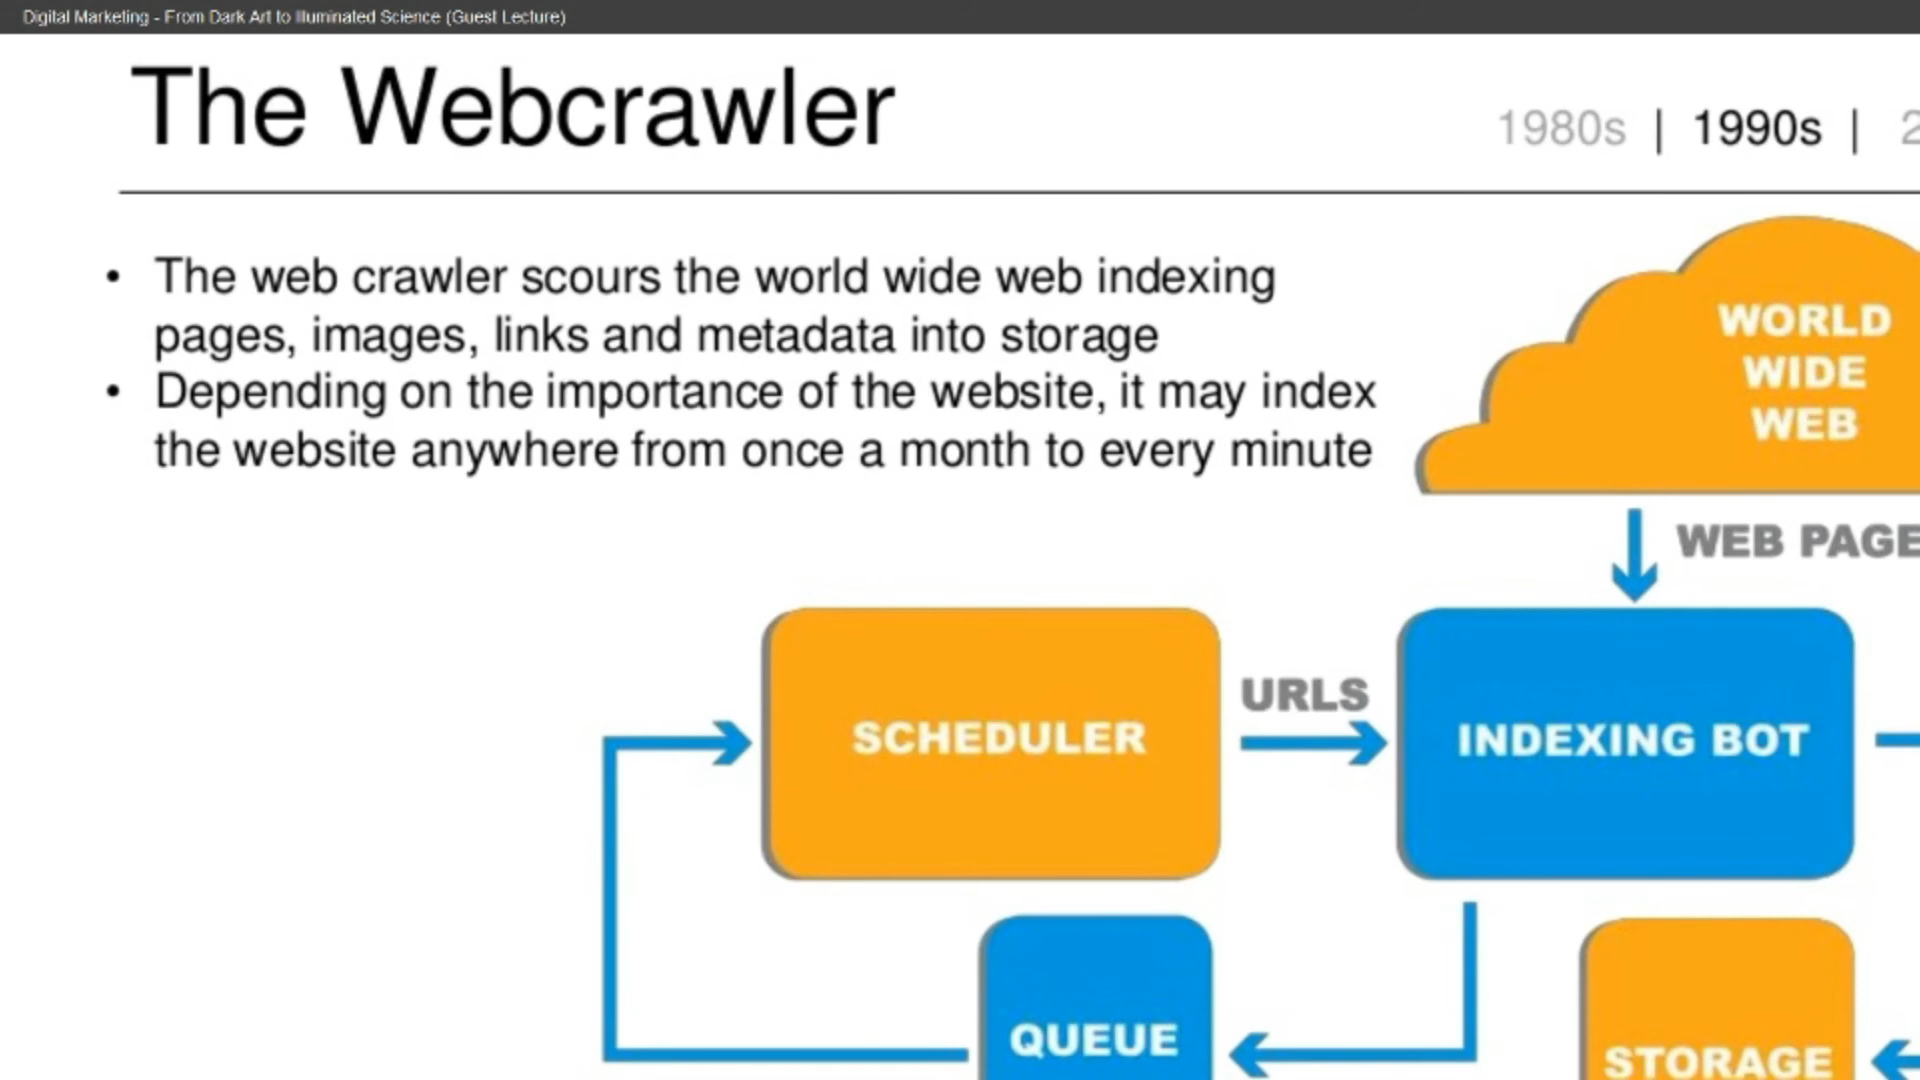 Digital Marketing - From Dark Art to Illuminated Science (Guest Lecture)
The Webcrawler
1980s | 1990s | 2
• The web crawler scours the world wide web indexing
pages, images, links and metadata into storage
• Depending on the importance of the website, it may index
the website anywhere from once a month to every minute
WORLD
WIDE
WEB
WEB PAGE
SCHEDULER
URLS
INDEXING BOT
QUEUE
STORAGE